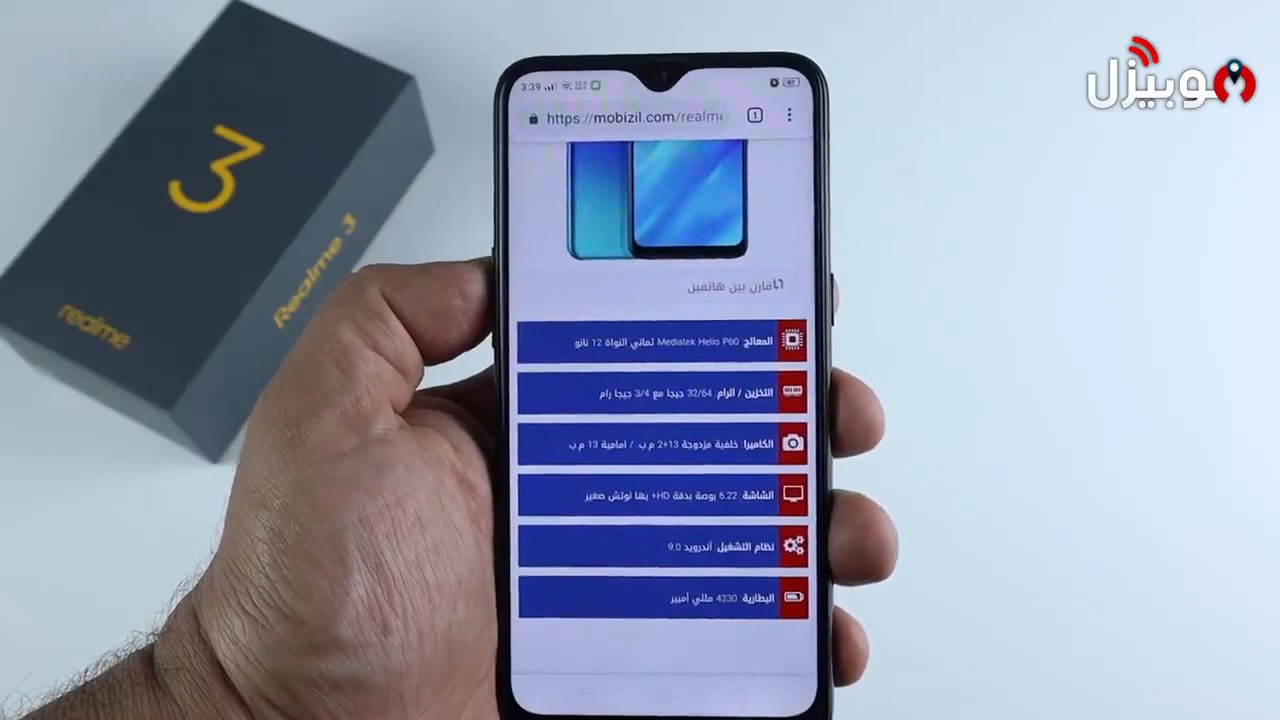 موبيزل
3
realme
Realme 3
3:39
67
https://mobizil.com/realme
1
قارن بين هاتفين
المعالج: Mediatek Helio P60 ثماني النواة 12 نانو
التخزين / الرام: 32/64 جيجا مع 3/4 جيجا رام
الكاميرا: خلفية مزدوجة 13+2 م.ب. / امامية 13 م.ب.
الشاشة: 6.22 بوصة بدقة HD+ بها نوتش صغير
نظام التشغيل: أندرويد 9.0
البطارية: 4230 مللي أمبير